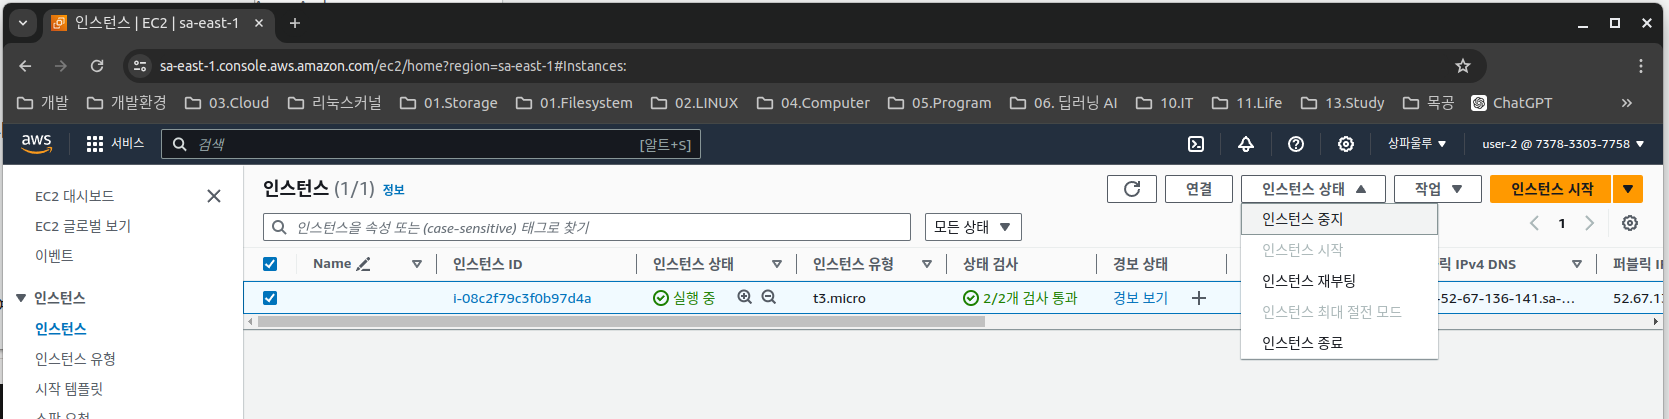 인스턴스 | EC2 | sa-east-1
sa-east-1.console.aws.amazon.com/ec2/home?region=sa-east-1#Instances:
개발 개발환경 03.Cloud 리눅스커널 01.Storage 01.Filesystem 02.LINUX 04.Computer 05.Program 06. 딥러닝 AI 10.IT 11.Life 13.Study 목공 ChatGPT
aws 서비스 검색 [알트+S] 상파울루 user-2 @ 7378-3303-7758
EC2 대시보드
EC2 글로벌 보기
이벤트
인스턴스
인스턴스
인스턴스 유형
시작 템플릿
인스턴스 (1/1) 정보 연결 인스턴스 상태 작업 인스턴스 시작
인스턴스을 속성 또는 (case-sensitive) 태그로 찾기 모든 상태 1
인스턴스 중지
인스턴스 시작
인스턴스 재부팅
인스턴스 최대 절전 모드
인스턴스 종료
Name 인스턴스 ID 인스턴스 상태 인스턴스 유형 상태 검사 경보 상태 IPv4 DNS 퍼블릭
i-08c2f79c3f0b97d4a 실행 중 t3.micro 2/2개 검사 통과 경보 보기 -52-67-136-141.sa-...